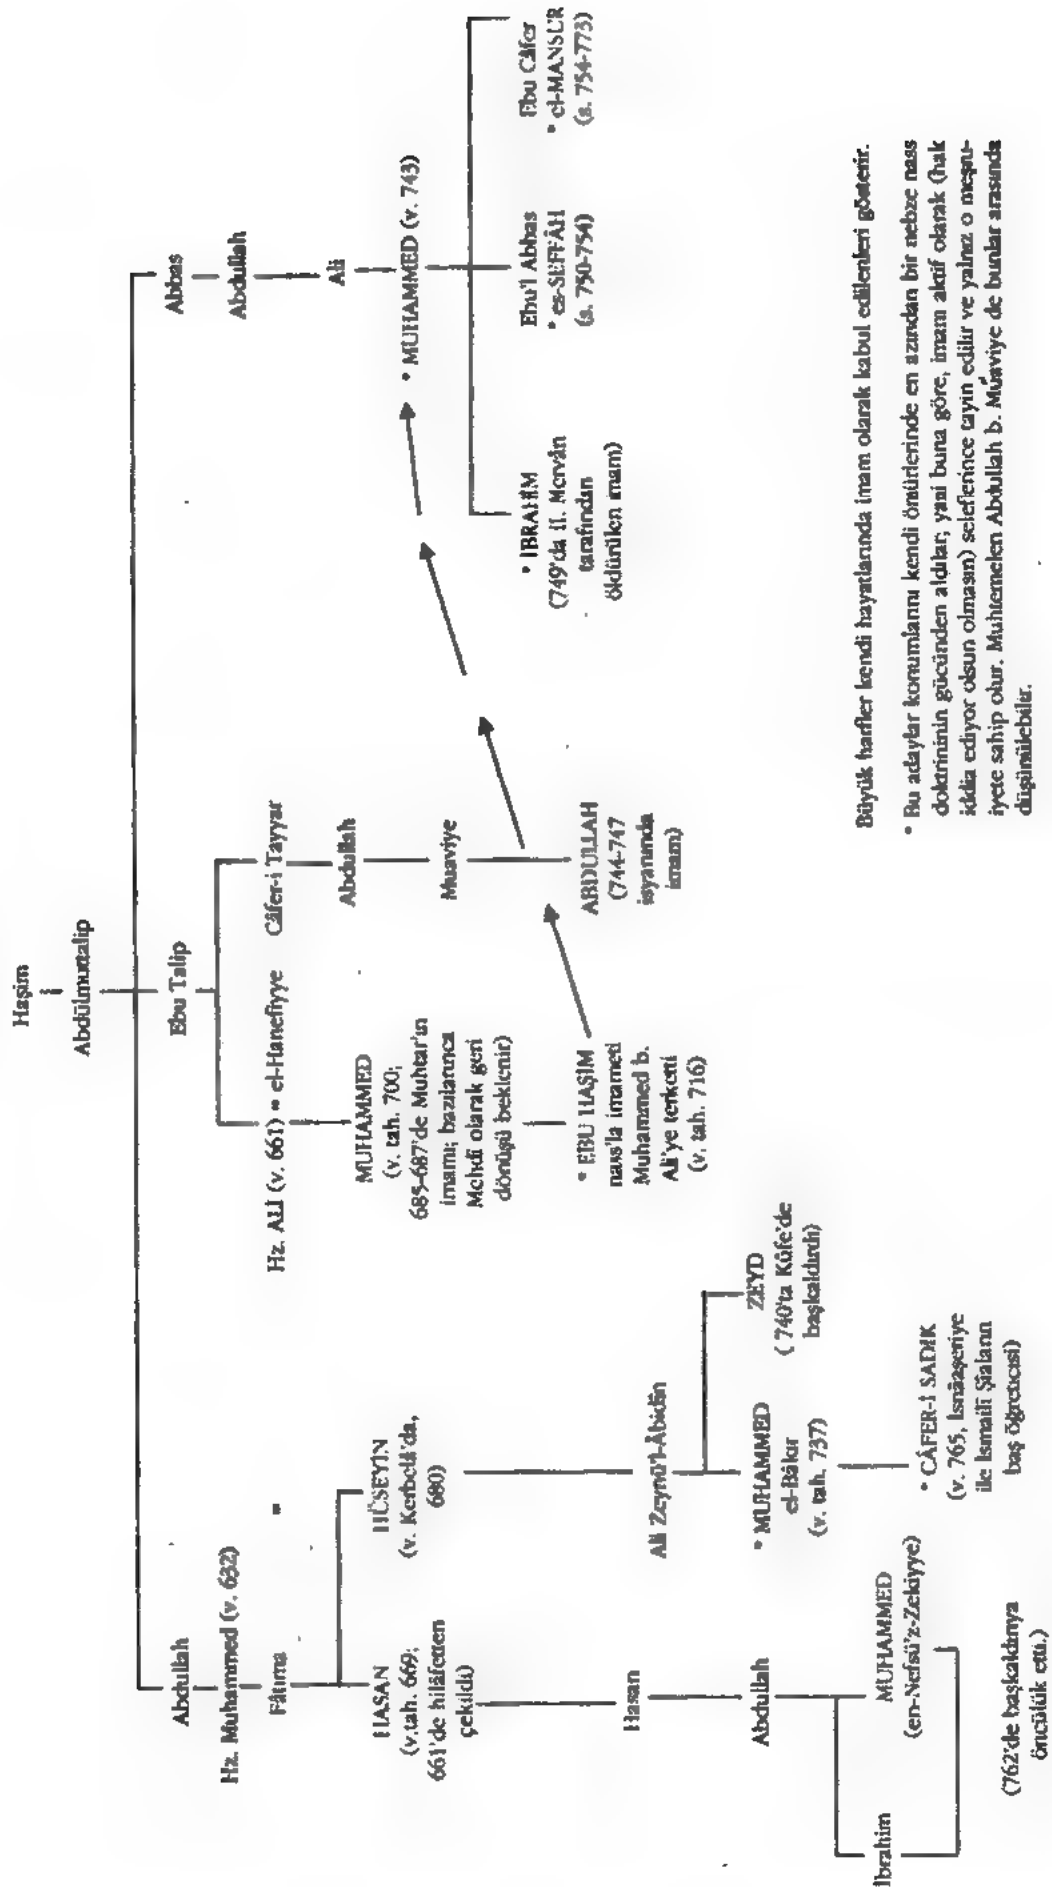 Haşim
Abdülmuttalip
Abdullah
Hz. Muhammed (v. 632)
Fâtıma
=
HASAN
(v.tah. 669;
661'de hilâfetten
çekildi)
HÜSEYİN
(v. Kerbelâ'da,
680)
Hasan
Abdullah
İbrahim
MUHAMMED
(en-Nefsü'z-Zekiyye)
(762'de başkaldırıya
öncülük etti.)
Ali Zeynü'l-Âbidîn
* MUHAMMED
el-Bâkır
(v. tah. 737)
ZEYD
(740'ta Kûfe'de
başkaldırdı)
* CÂFER-İ SADIK
(v. 765, İsnâaşeriye
ile İsmailî Şiaların
baş öğreticisi)
Ebu Talip
Hz. ALİ (v. 661) = el-Hanefiyye
MUHAMMED
(v. tah. 700;
685-687'de Muhtar'ın
imamı; bazılarınca
Mehdi olarak geri
dönüşü beklenir)
* EBU HAŞİM
nass'la imameti
Muhammed b.
Ali'ye terketti
(v. tah. 716)
Câfer-i Tayyar
Abdullah
Muaviye
ABDULLAH
(744-747
isyanında
imam)
Abbas
Abdullah
Ali
* MUHAMMED (v. 743)
* İBRAHİM
(749'da II. Mervân
tarafından
öldürülen imam)
Ebu'l Abbas
* es-SEFFÂH
(s. 750-754)
Ebu Câfer
* el-MANSUR
(s. 754-773)
Büyük harfler kendi hayatlarında imam olarak kabul edilenleri gösterir.
* Bu adaylar konumlarını kendi ömürlerinde en azından bir nebze nass
doktrininin gücünden aldılar; yani buna göre, imam aktif olarak (hak
iddia ediyor olsun olmasın) seleflerince tayin edilir ve yalnız o meşru-
iyete sahip olur. Muhtemelen Abdullah b. Muaviye de bunlar arasında
düşünülebilir.